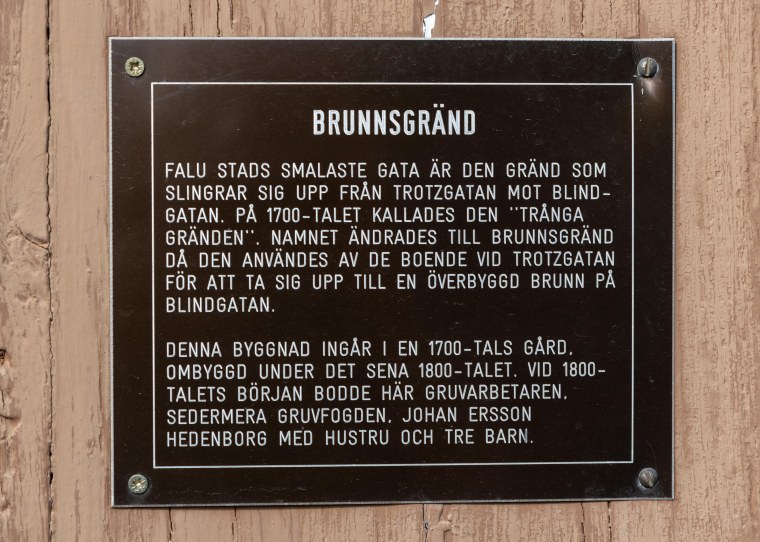 BRUNNSGRÄND
FALU STADS SMALASTE GATA ÄR DEN GRÄND SOM
SLINGRAR SIG UPP FRÅN TROTZGATAN MOT BLIND-
GATAN. PÅ 1700-TALET KALLADES DEN "TRÅNGA
GRÄNDEN". NAMNET ÄNDRADES TILL BRUNNSGRÄND
DÅ DEN ANVÄNDES AV DE BOENDE VID TROTZGATAN
FÖR ATT TA SIG UPP TILL EN ÖVERBYGGD BRUNN PÅ
BLINDGATAN.
DENNA BYGGNAD INGÅR I EN 1700-TALS GÅRD,
OMBYGGD UNDER DET SENA 1800-TALET. VID 1800-
TALETS BÖRJAN BODDE HÄR GRUVARBETAREN,
SEDERMERA GRUVFOGDEN, JOHAN ERSSON
HEDENBORG MED HUSTRU OCH TRE BARN.